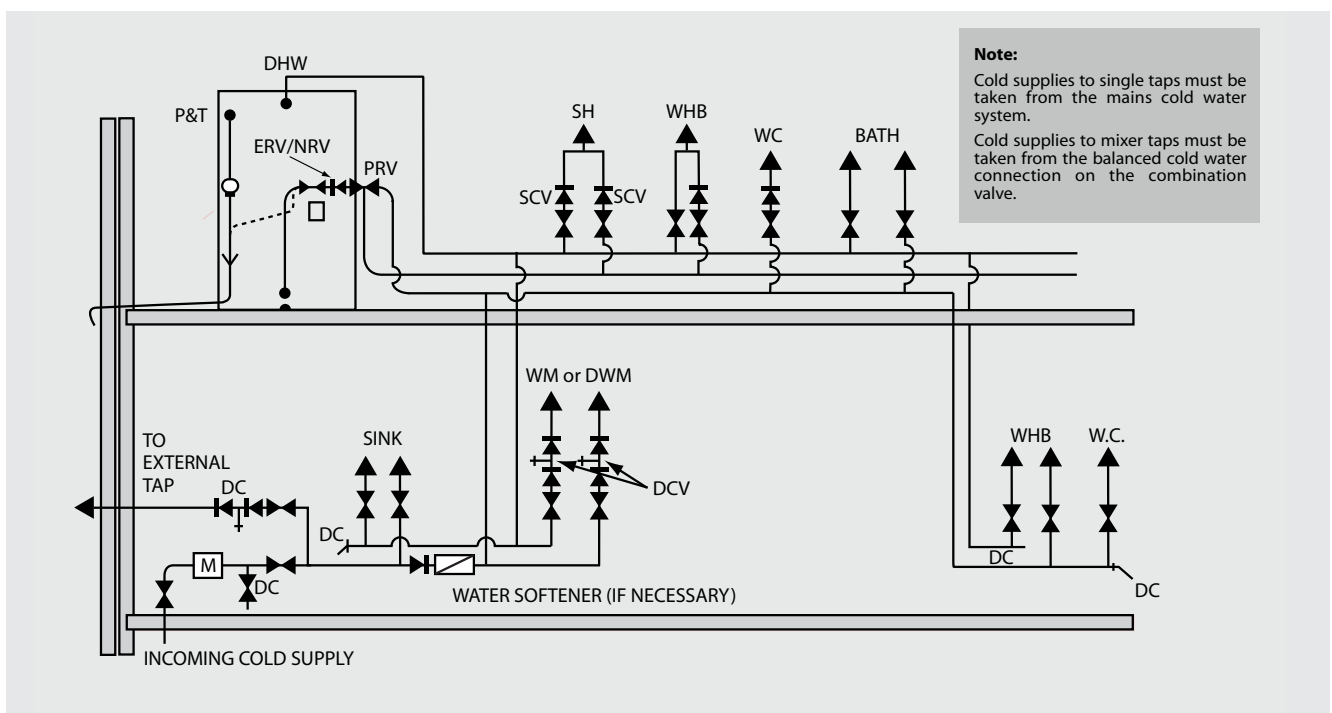 Note:
Cold supplies to single taps must be
taken from the mains cold water
system.
Cold supplies to mixer taps must be
taken from the balanced cold water
connection on the combination
valve.
DHW
P&T
ERV/NRV
PRV
SH
WHB
WC
BATH
SCV
SCV
WM or DWM
TO
EXTERNAL
TAP
SINK
WHB
W.C.
DC
DCV
DC
M
DC
DC
DC
WATER SOFTENER (IF NECESSARY)
INCOMING COLD SUPPLY